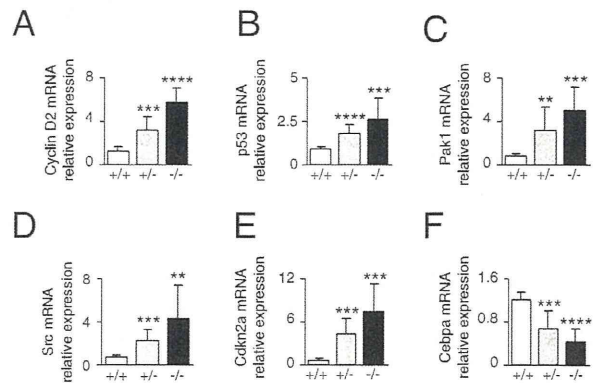 A
Cyclin D2 mRNA
relative expression
8
4
0
***
****
+/+ +/- -/-
B
p53 mRNA
relative expression
5
2.5
0
****
***
+/+ +/- -/-
C
Pak1 mRNA
relative expression
8
4
0
**
***
+/+ +/- -/-
D
Src mRNA
relative expression
8
4
0
***
**
+/+ +/- -/-
E
Cdkn2a mRNA
relative expression
12
6
0
***
***
+/+ +/- -/-
F
Cebpa mRNA
relative expression
1.6
0.8
0.0
***
****
+/+ +/- -/-